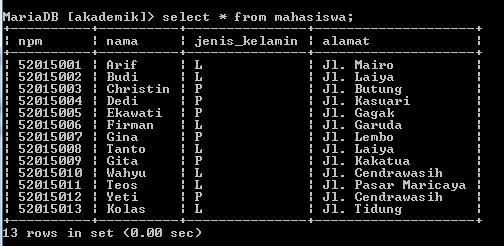 MariaDB [akademik]> select * from mahasiswa;
+----------+-----------+---------------+--------------------+
| npm | nama | jenis_kelamin | alamat |
+----------+-----------+---------------+--------------------+
| 52015001 | Arif | L | Jl. Mairo |
| 52015002 | Budi | L | Jl. Laiya |
| 52015003 | Christin | P | Jl. Butung |
| 52015004 | Dedi | P | Jl. Kasuari |
| 52015005 | Ekawati | P | Jl. Gagak |
| 52015006 | Firman | L | Jl. Garuda |
| 52015007 | Gina | P | Jl. Lembo |
| 52015008 | Tanto | L | Jl. Laiya |
| 52015009 | Gita | P | Jl. Kakatua |
| 52015010 | Wahyu | L | Jl. Cendrawasih |
| 52015011 | Teos | L | Jl. Pasar Maricaya |
| 52015012 | Yeti | P | Jl. Cendrawasih |
| 52015013 | Kolas | L | Jl. Tidung |
+----------+-----------+---------------+--------------------+
13 rows in set (0.00 sec)